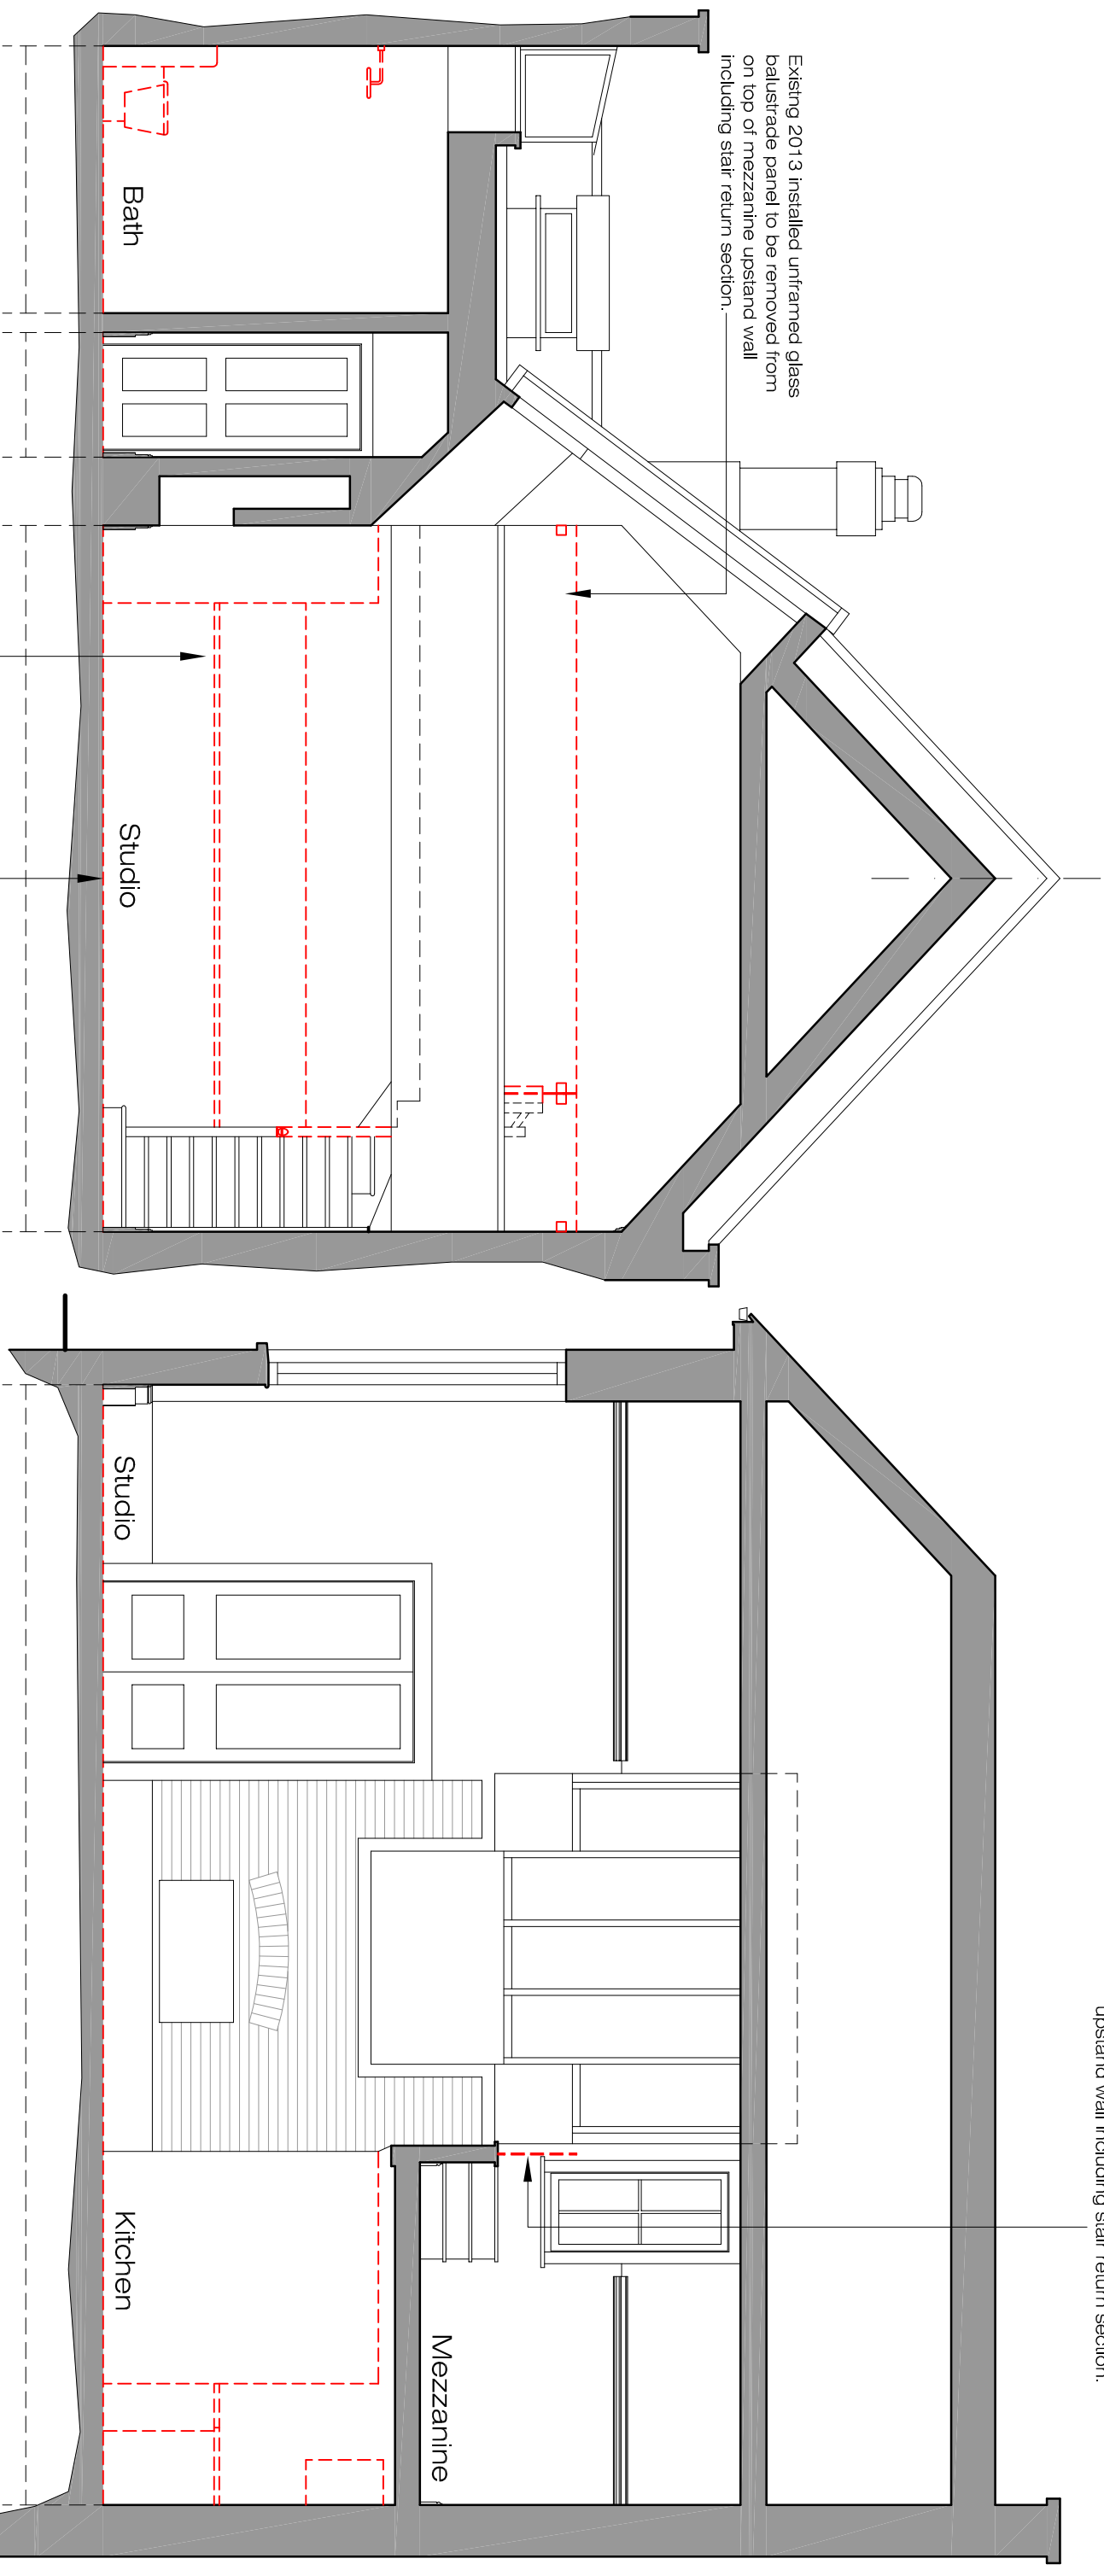 Existng 2013 installed unframed glass
balustrade panel to be removed from
on top of mezzanine upstand wall
including stair return section.
Bath
Studio
upstand wall including stair return section.
Studio
Kitchen
Mezzanine